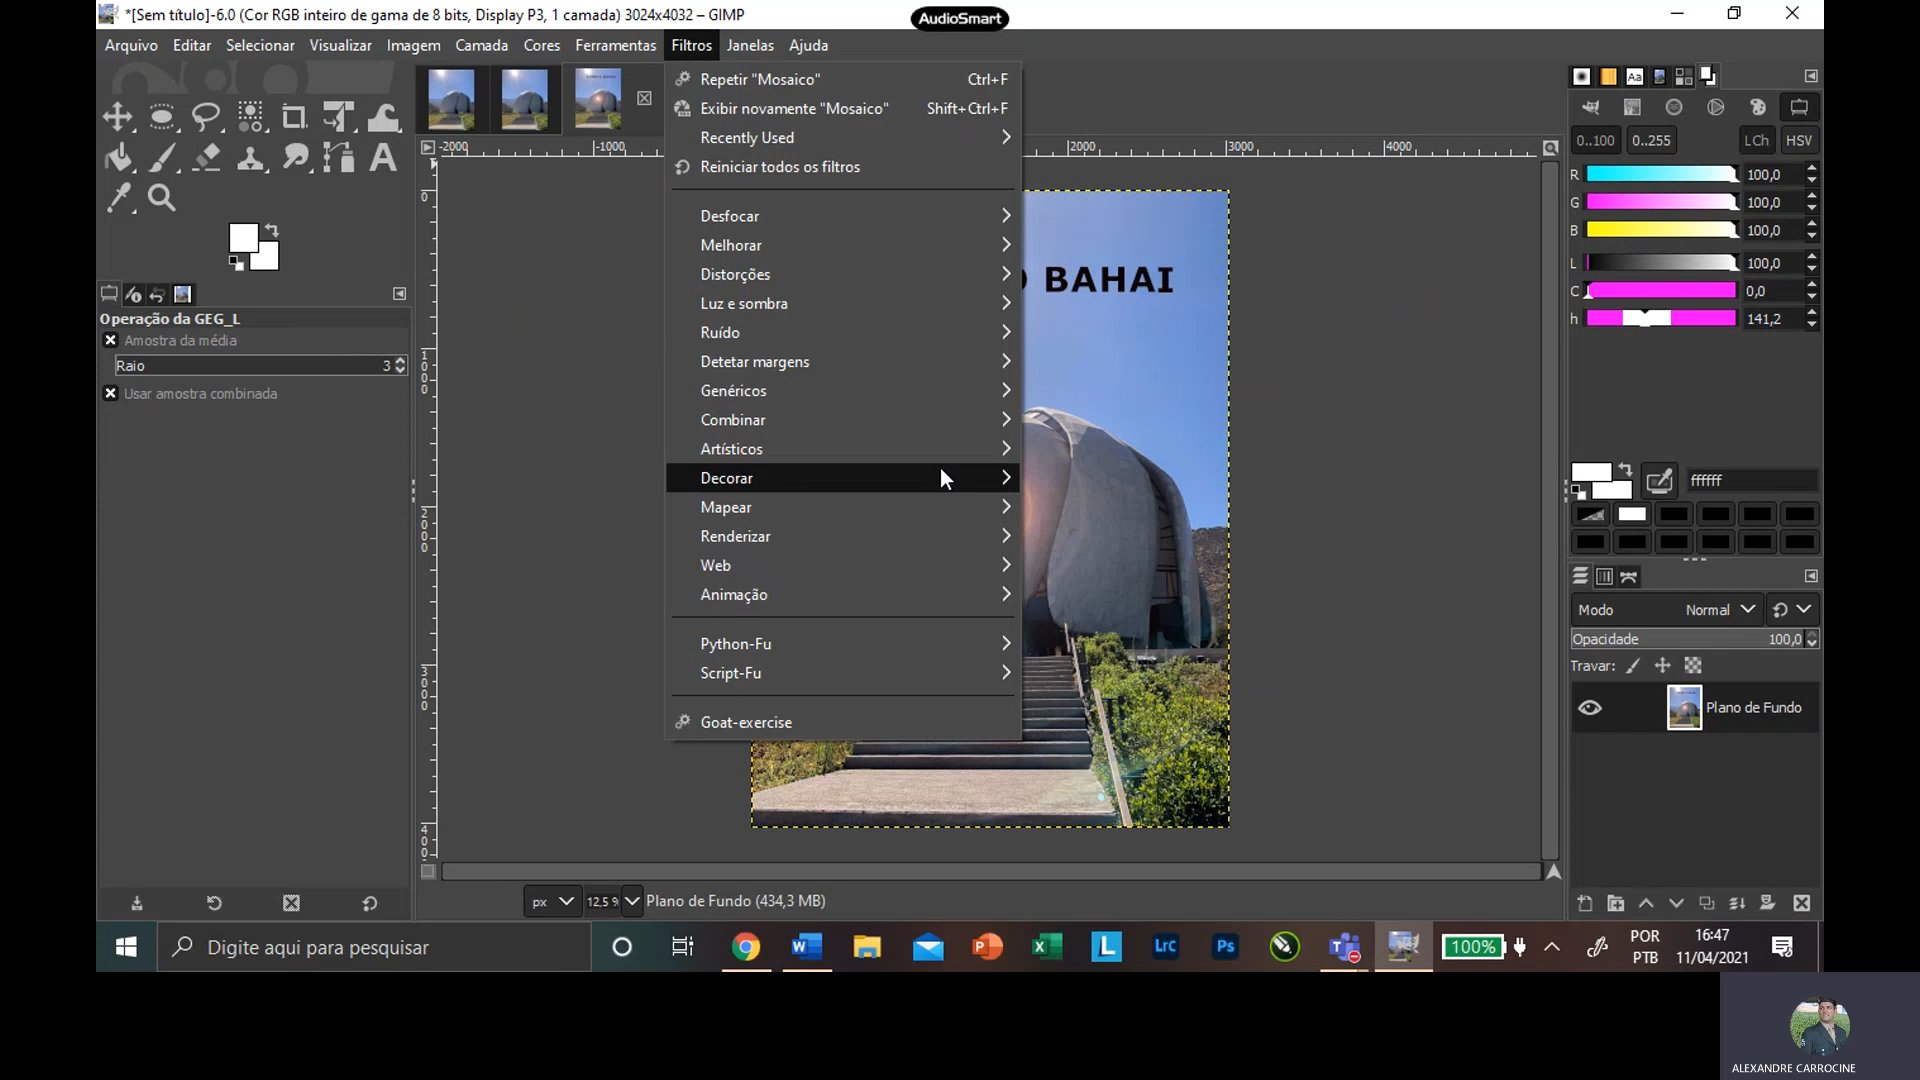 *[Sem título]-6.0 (Cor RGB inteiro de gama de 8 bits, Display P3, 1 camada) 3024x4032 – GIMP
AudioSmart
Arquivo Editar Selecionar Visualizar Imagem Camada Cores Ferramentas Filtros Janelas Ajuda
Repetir "Mosaico" Ctrl+F
Exibir novamente "Mosaico" Shift+Ctrl+F
Recently Used
Reiniciar todos os filtros
Desfocar
Melhorar
Distorções
Luz e sombra
Ruído
Detetar margens
Genéricos
Combinar
Artísticos
Decorar
Mapear
Renderizar
Web
Animação
Python-Fu
Script-Fu
Goat-exercise
Operação da GEG_L
Amostra da média
Raio 3
Usar amostra combinada
-2000 -1000 2000 3000 4000
0
1000
2000
3000
400
BAHAI
Aa
0..100 0..255 LCh HSV
R 100,0
G 100,0
B 100,0
L 100,0
C 0,0
h 141,2
ffffff
Modo Normal
Opacidade 100,0
Travar:
Plano de Fundo
px 12,5 % Plano de Fundo (434,3 MB)
Digite aqui para pesquisar
L
Lrc
Ps
100%
POR
PTB
16:47
11/04/2021
ALEXANDRE CARROCINE